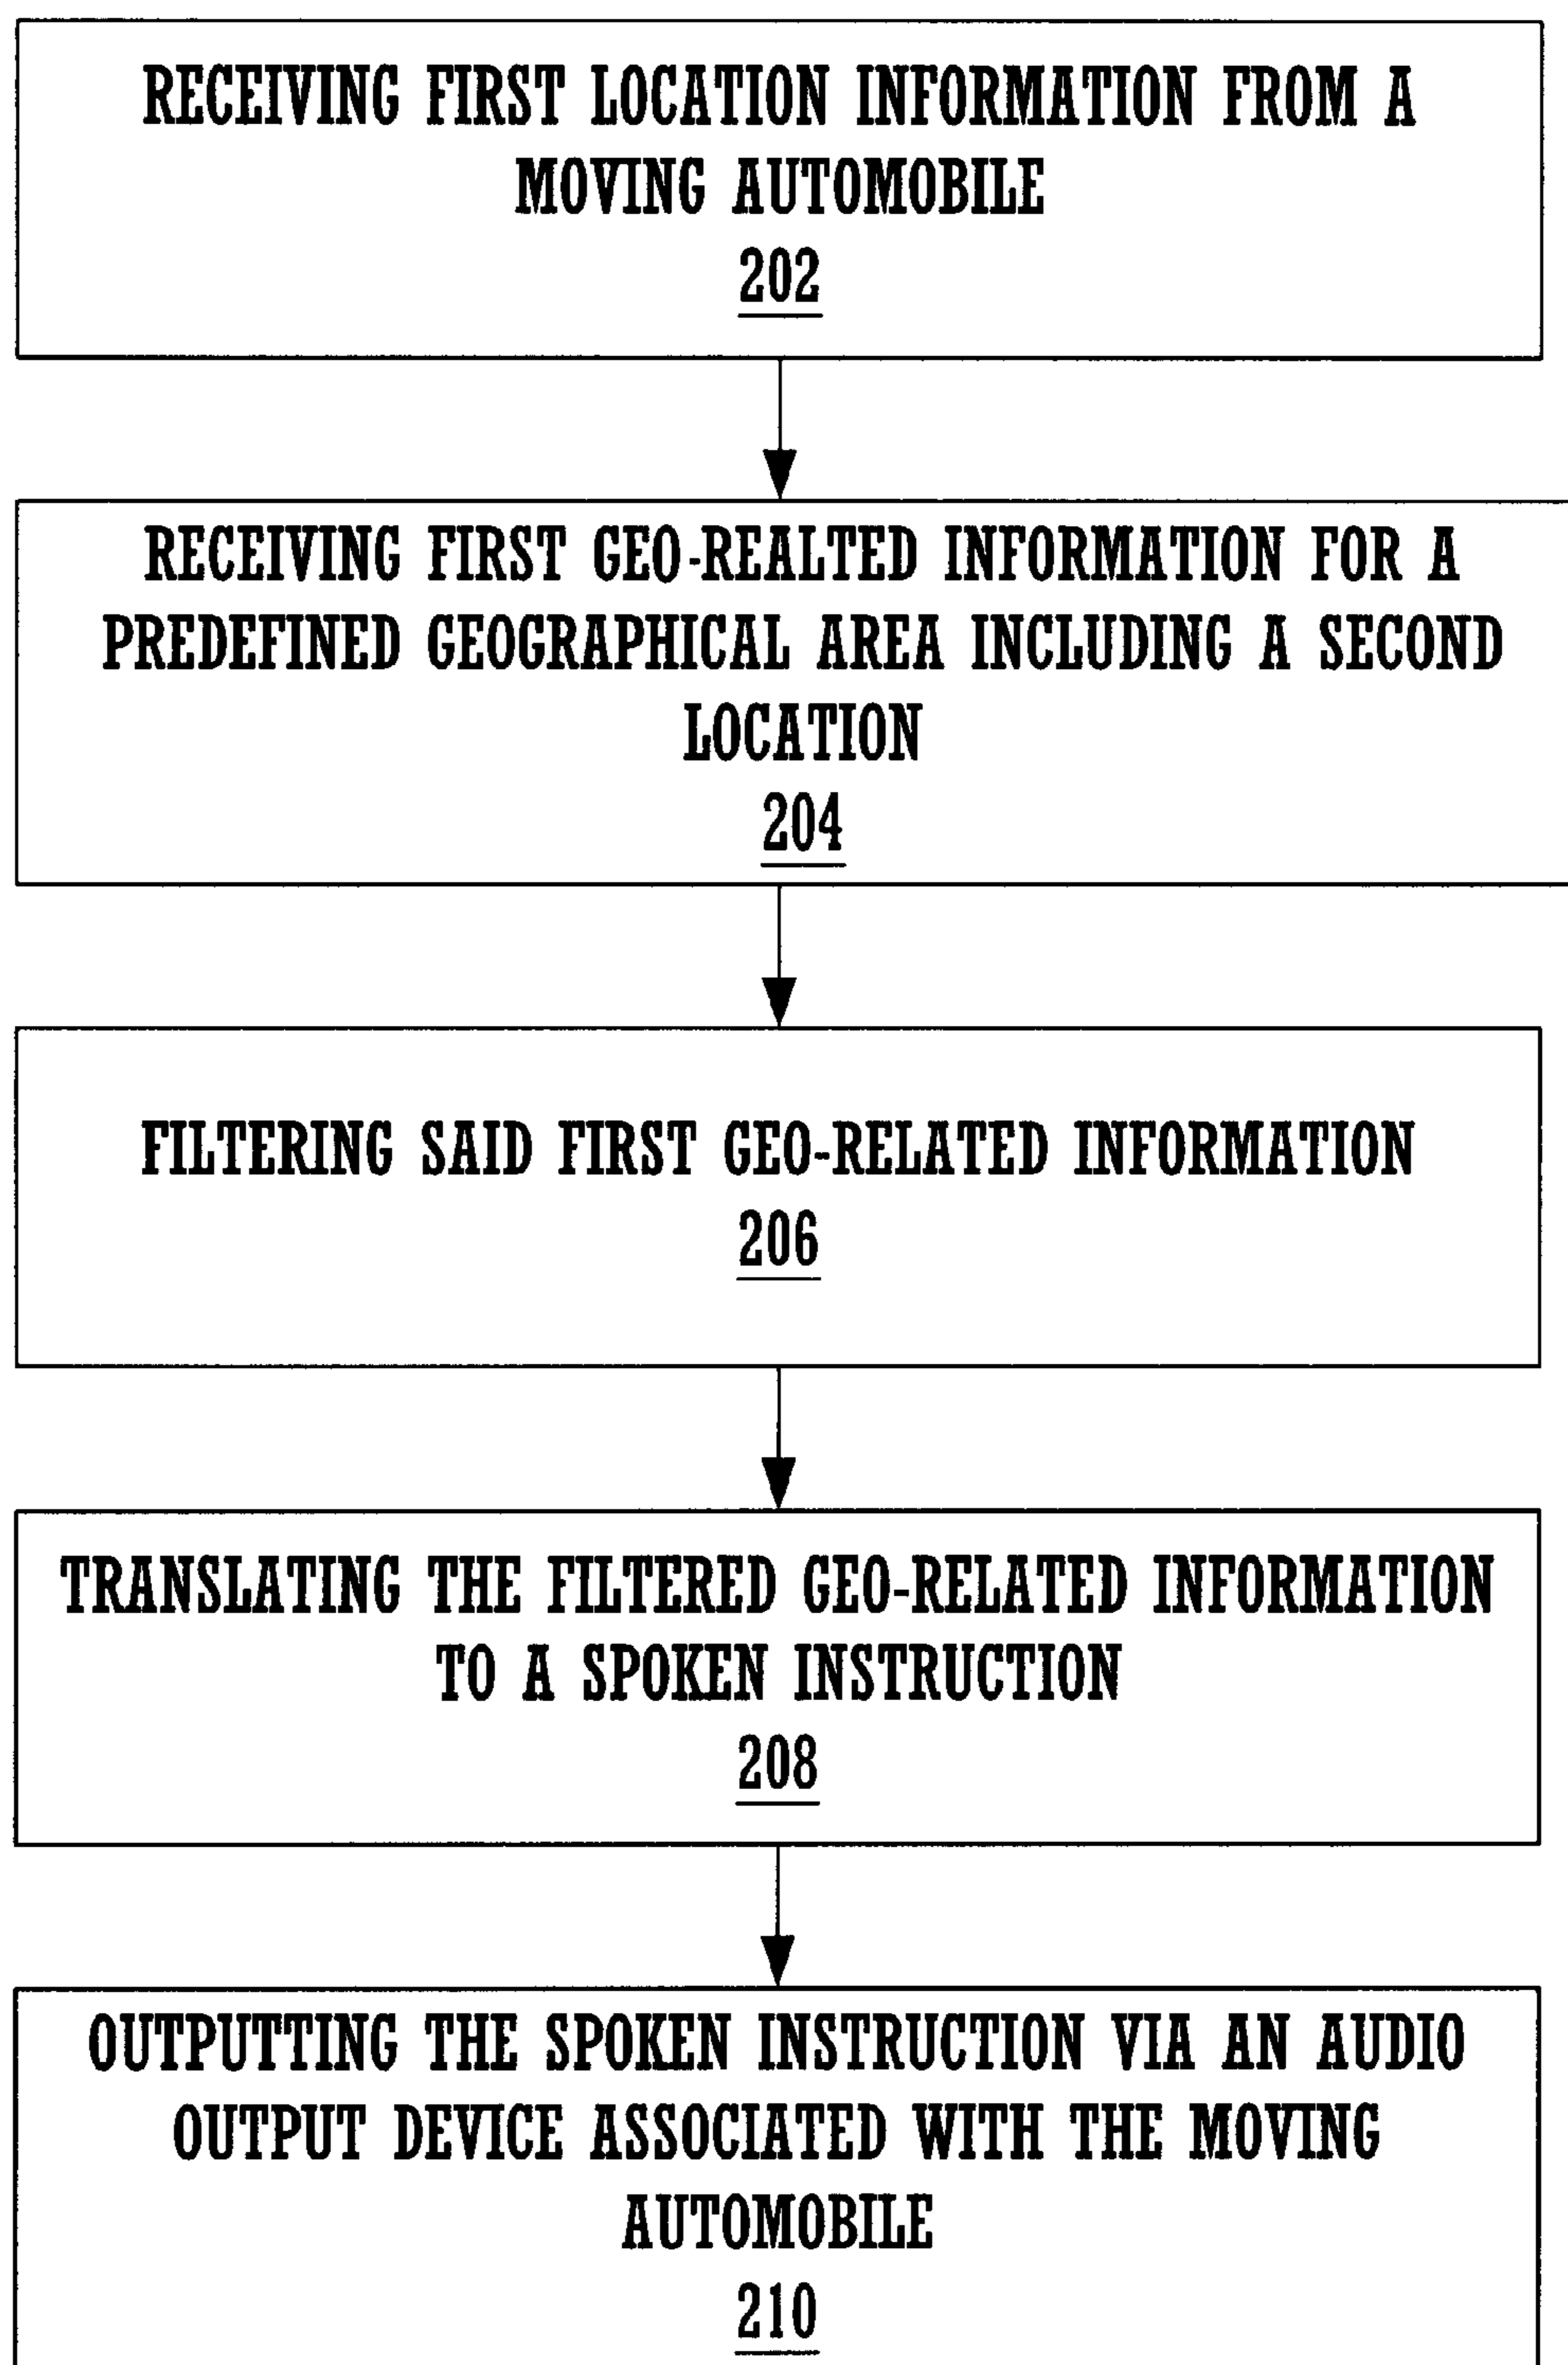 RECEIVING FIRST LOCATION INFORMATION FROM A
MOVING AUTOMOBILE
202
RECEIVING FIRST GEO-REALTED INFORMATION FOR A
PREDEFINED GEOGRAPHICAL AREA INCLUDING A SECOND
LOCATION
204
FILTERING SAID FIRST GEO-RELATED INFORMATION
206
TRANSLATING THE FILTERED GEO-RELATED INFORMATION
TO A SPOKEN INSTRUCTION
208
OUTPUTTING THE SPOKEN INSTRUCTION VIA AN AUDIO
OUTPUT DEVICE ASSOCIATED WITH THE MOVING
AUTOMOBILE
210